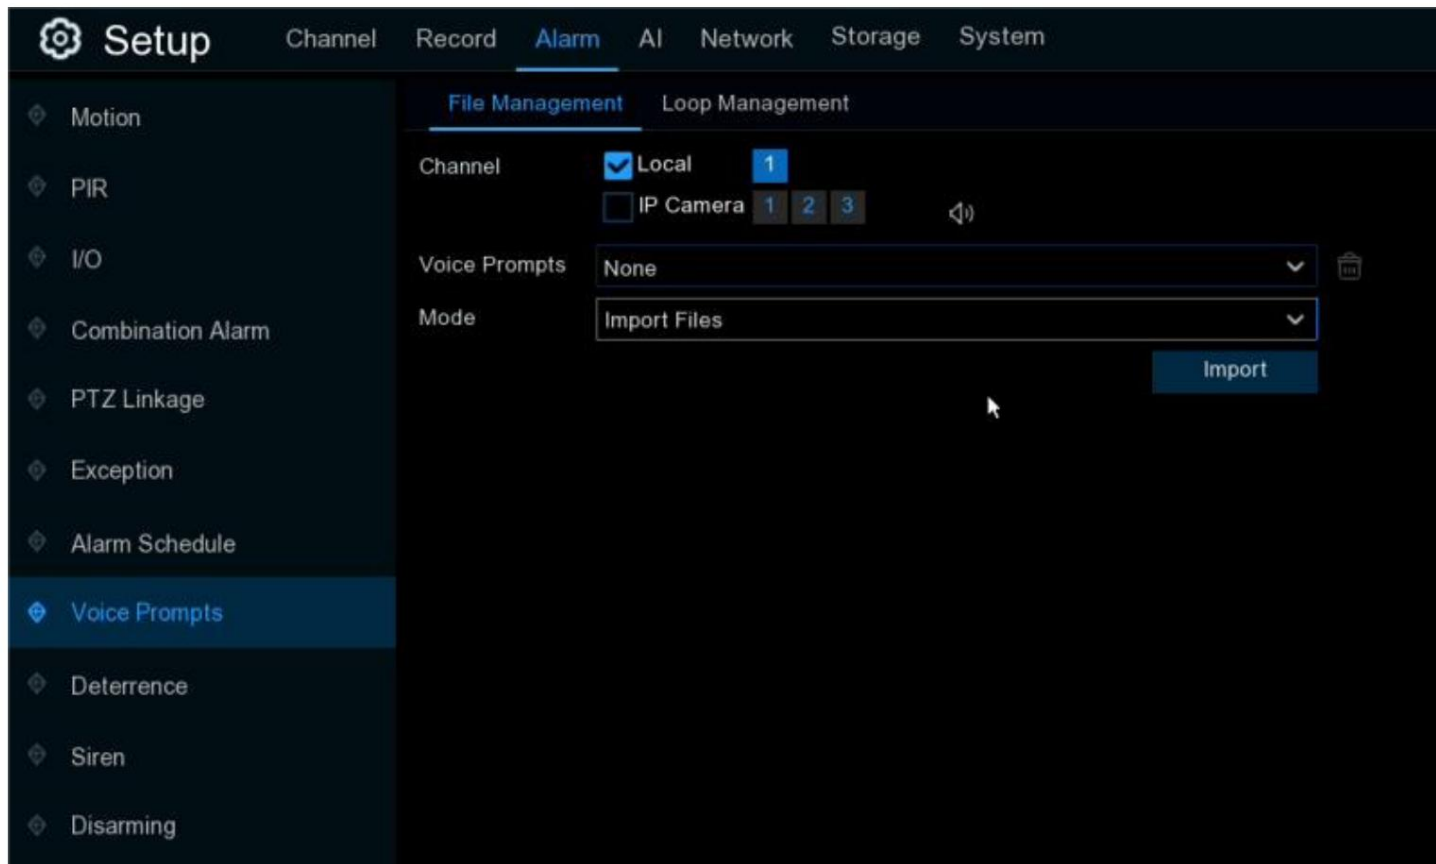 Setup Channel Record Alarm AI Network Storage System
Motion
PIR
I/O
Combination Alarm
PTZ Linkage
Exception
Alarm Schedule
Voice Prompts
Deterrence
Siren
Disarming
File Management Loop Management
Channel Local 1
IP Camera 1 2 3
Voice Prompts None
Mode Import Files
Import